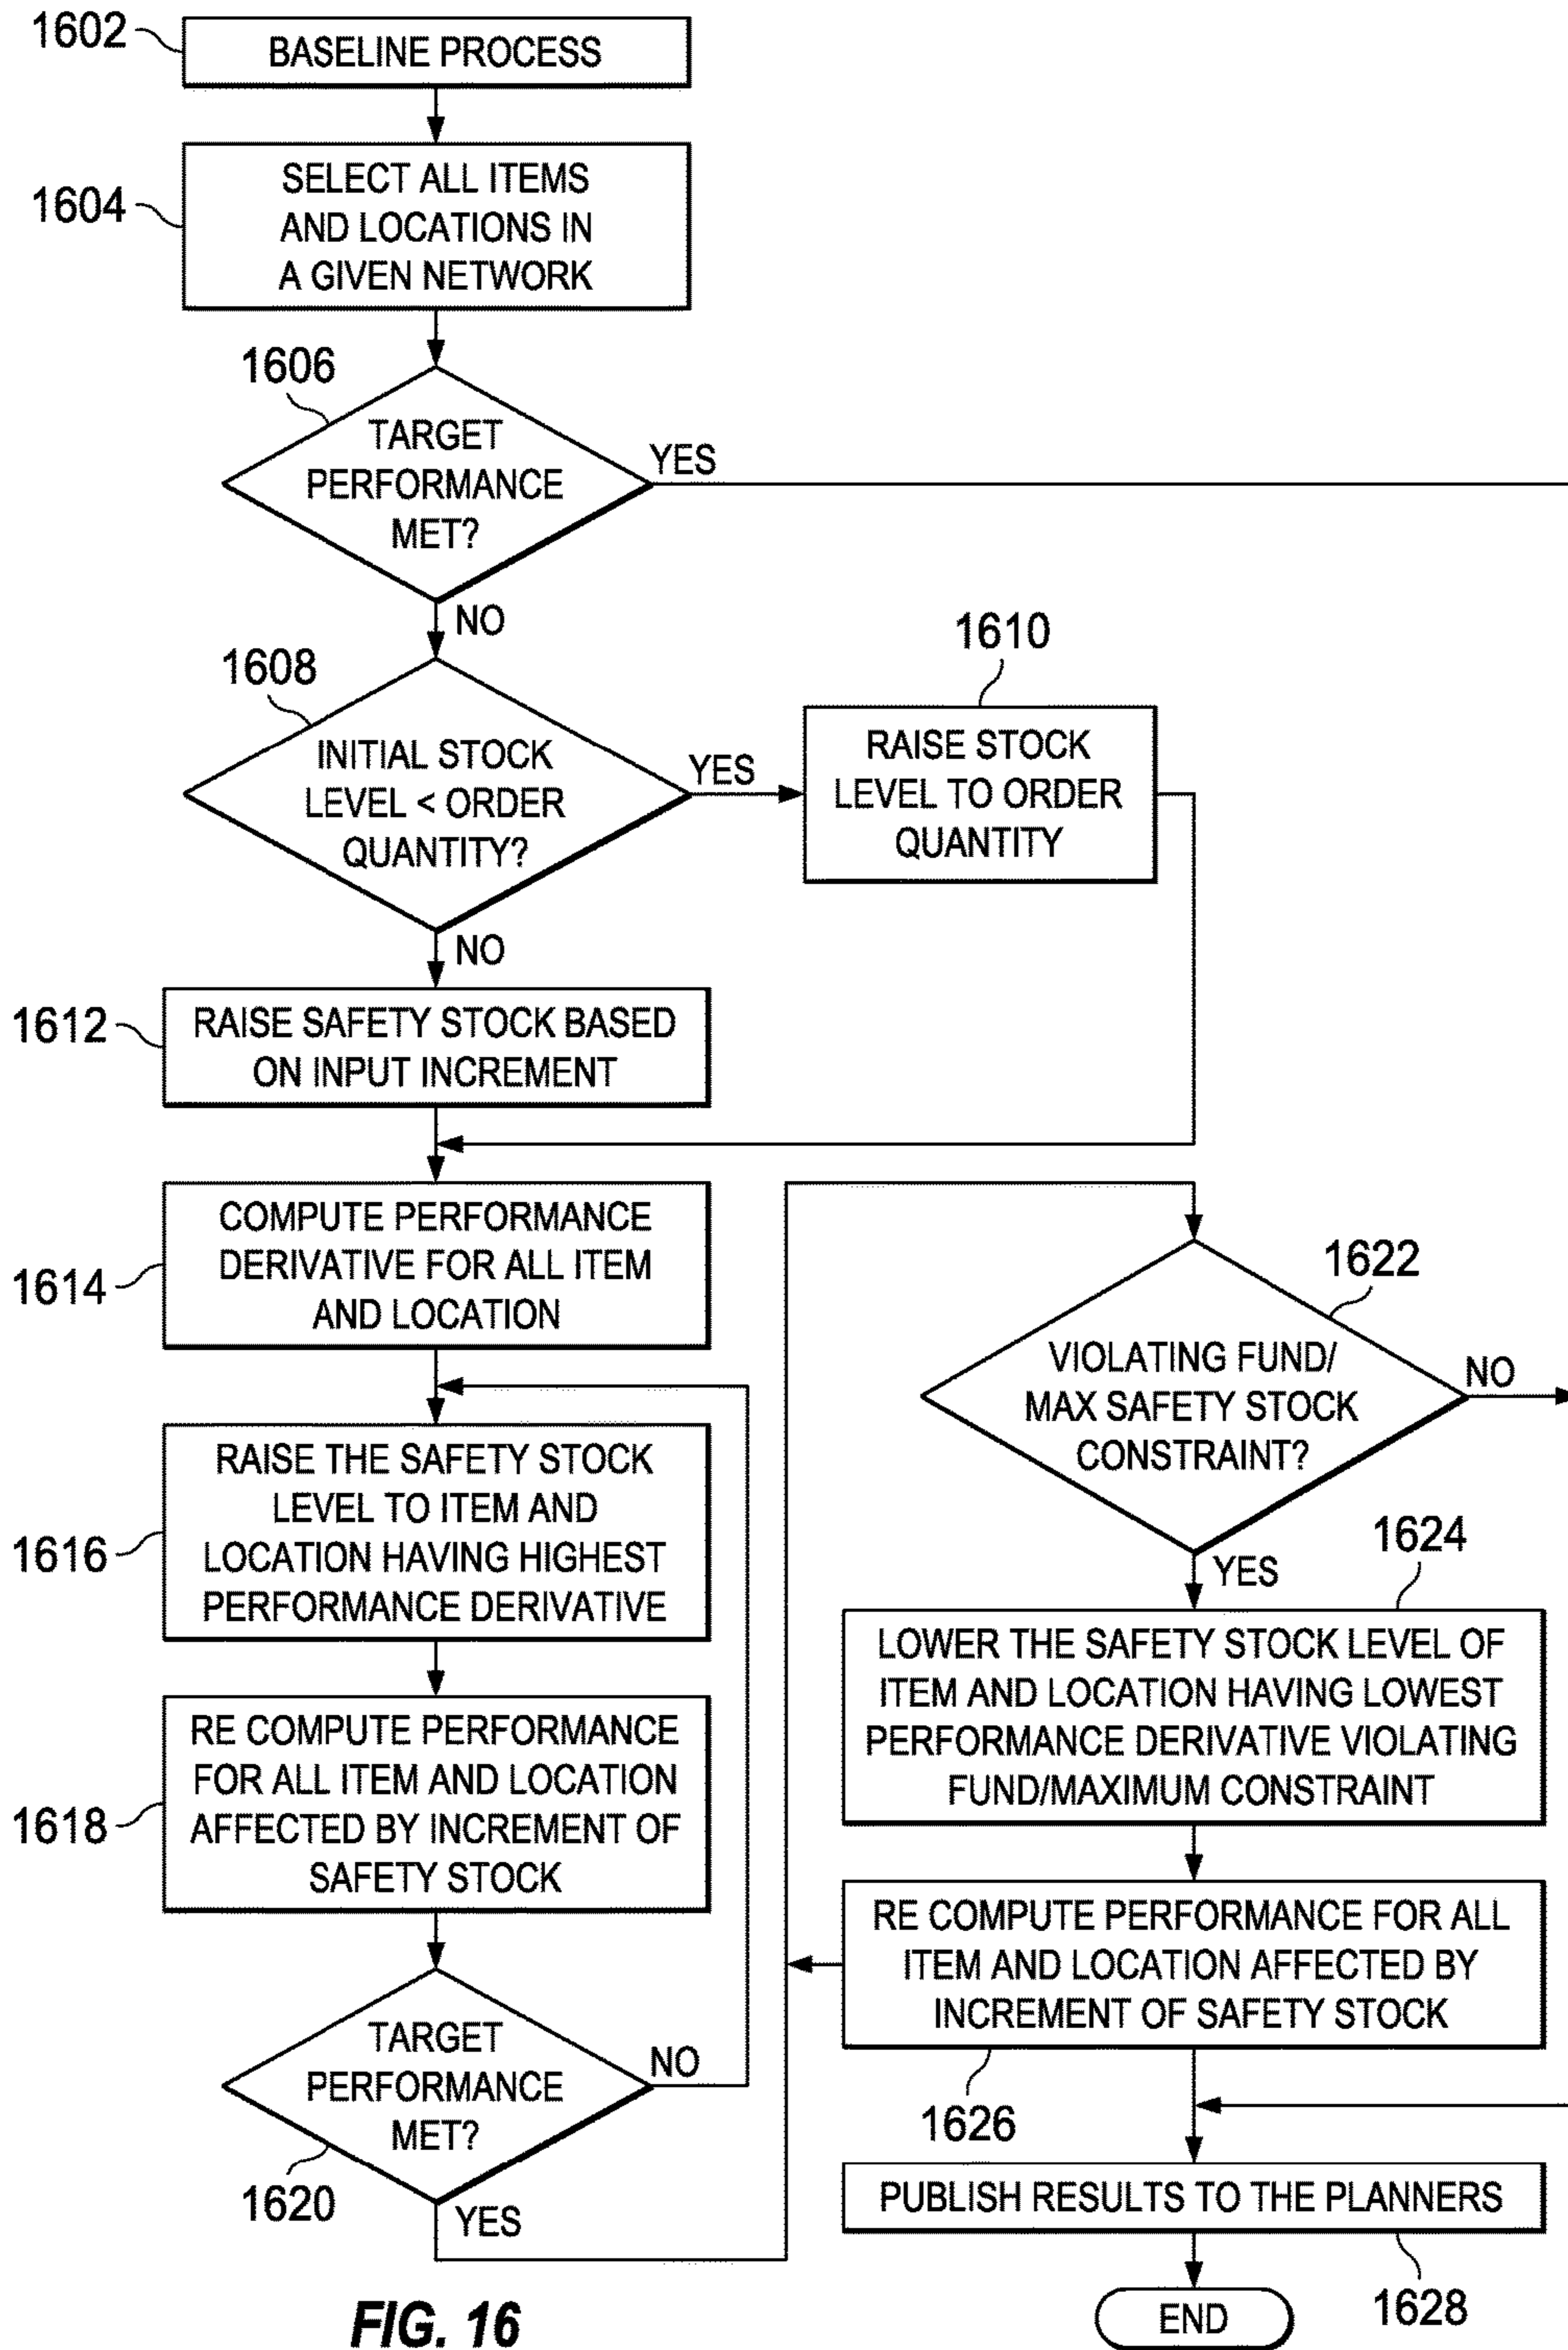 1602
BASELINE PROCESS
1604
SELECT ALL ITEMS
AND LOCATIONS IN
A GIVEN NETWORK
1606
TARGET
PERFORMANCE
MET?
YES
NO
1608
INITIAL STOCK
LEVEL < ORDER
QUANTITY?
YES
NO
1610
RAISE STOCK
LEVEL TO ORDER
QUANTITY
1612
RAISE SAFETY STOCK BASED
ON INPUT INCREMENT
1614
COMPUTE PERFORMANCE
DERIVATIVE FOR ALL ITEM
AND LOCATION
1616
RAISE THE SAFETY STOCK
LEVEL TO ITEM AND
LOCATION HAVING HIGHEST
PERFORMANCE DERIVATIVE
1618
RE COMPUTE PERFORMANCE
FOR ALL ITEM AND LOCATION
AFFECTED BY INCREMENT OF
SAFETY STOCK
TARGET
PERFORMANCE
MET?
NO
1620
YES
1622
VIOLATING FUND/
MAX SAFETY STOCK
CONSTRAINT?
NO
YES
1624
LOWER THE SAFETY STOCK LEVEL OF
ITEM AND LOCATION HAVING LOWEST
PERFORMANCE DERIVATIVE VIOLATING
FUND/MAXIMUM CONSTRAINT
RE COMPUTE PERFORMANCE FOR ALL
ITEM AND LOCATION AFFECTED BY
INCREMENT OF SAFETY STOCK
1626
PUBLISH RESULTS TO THE PLANNERS
1628
END
FIG. 16